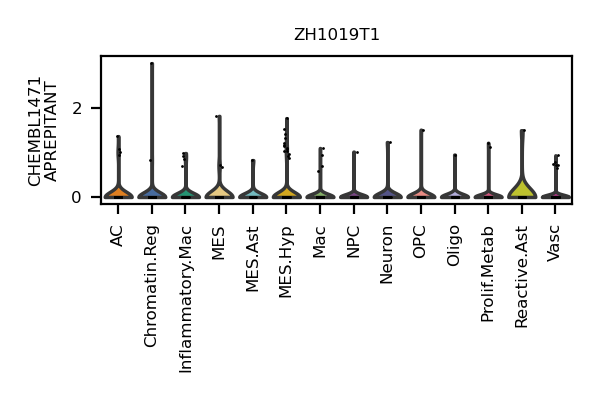 ZH1019T1
CHEMBL1471
APREPITANT
2
0
AC
Chromatin.Reg
Inflammatory.Mac
MES
MES.Ast
MES.Hyp
Mac
NPC
Neuron
OPC
Oligo
Prolif.Metab
Reactive.Ast
Vasc